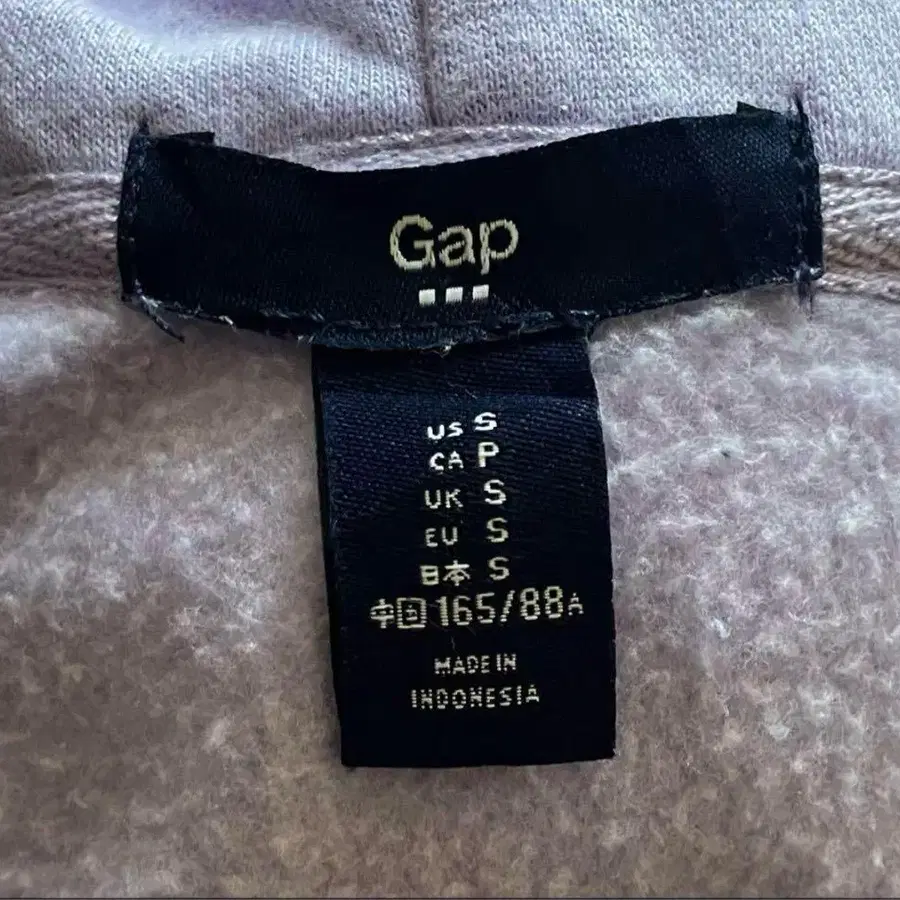 Gap
US S
CA P
UK S
EU S
日本 S
中国 165/88A
MADE IN
INDONESIA